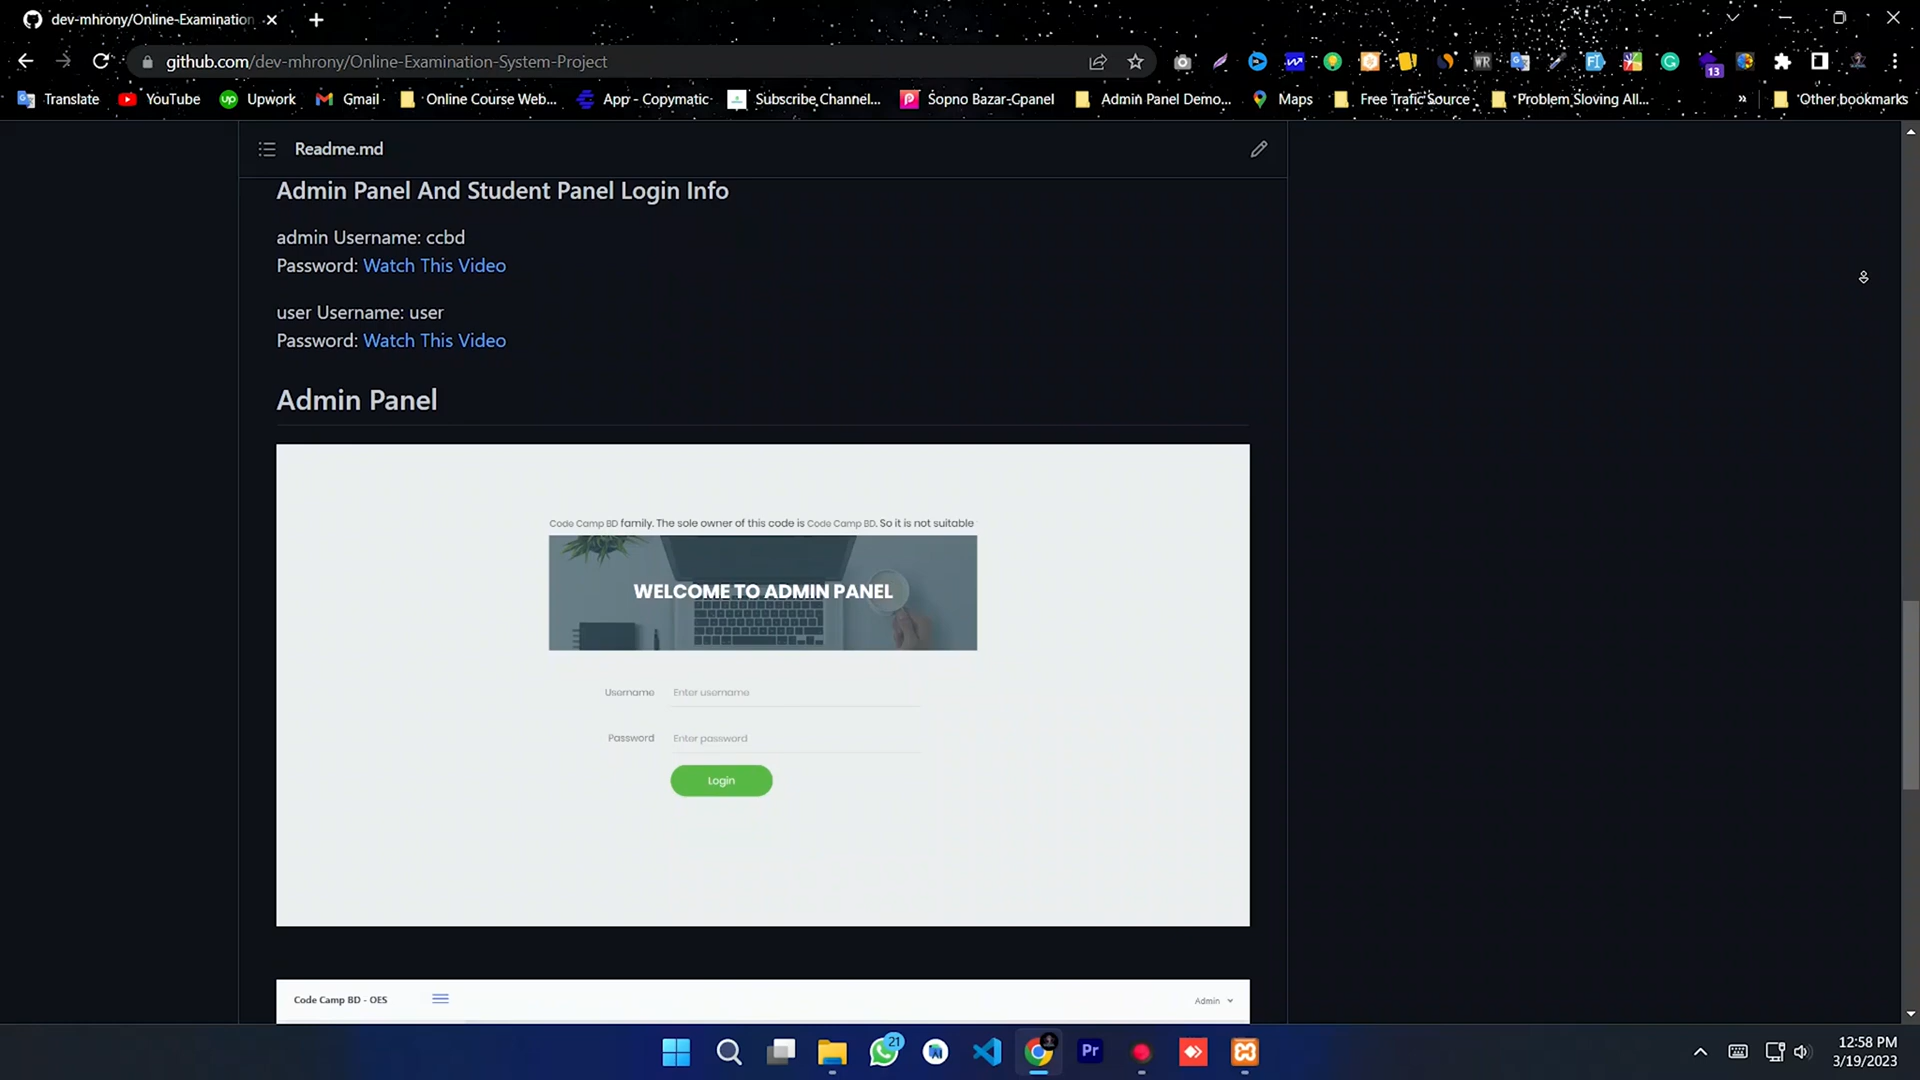 dev-mhrony/Online-Examination
github.com/dev-mhrony/Online-Examination-System-Project
13
Translate YouTube Upwork Gmail Online Course Web... App - Copymatic Subscribe Channel... Sopno Bazar-Cpanel Admin Panel Demo... Maps Free Trafic Source Problem Sloving All... » Other bookmarks
Readme.md
Admin Panel And Student Panel Login Info
admin Username: ccbd
Password: Watch This Video
user Username: user
Password: Watch This Video
Admin Panel
Code Camp BD family. The sole owner of this code is Code Camp BD. So it is not suitable
WELCOME TO ADMIN PANEL
Username Enter username
Password Enter password
Login
Code Camp BD - OES Admin
21
Pr
12:58 PM
3/19/2023